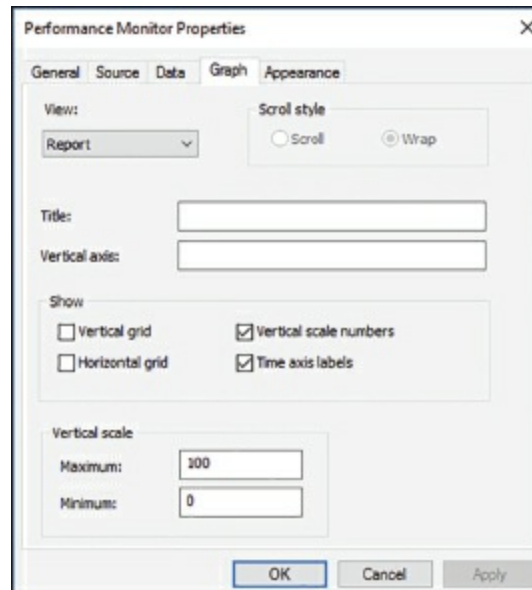 Performance Monitor Properties
General Source Data Graph Appearance
View:
Report
Scroll style
Scroll Wrap
Title:
Vertical axis:
Show
Vertical grid Vertical scale numbers
Horizontal grid Time axis labels
Vertical scale
Maximum: 100
Minimum: 0
OK Cancel Apply